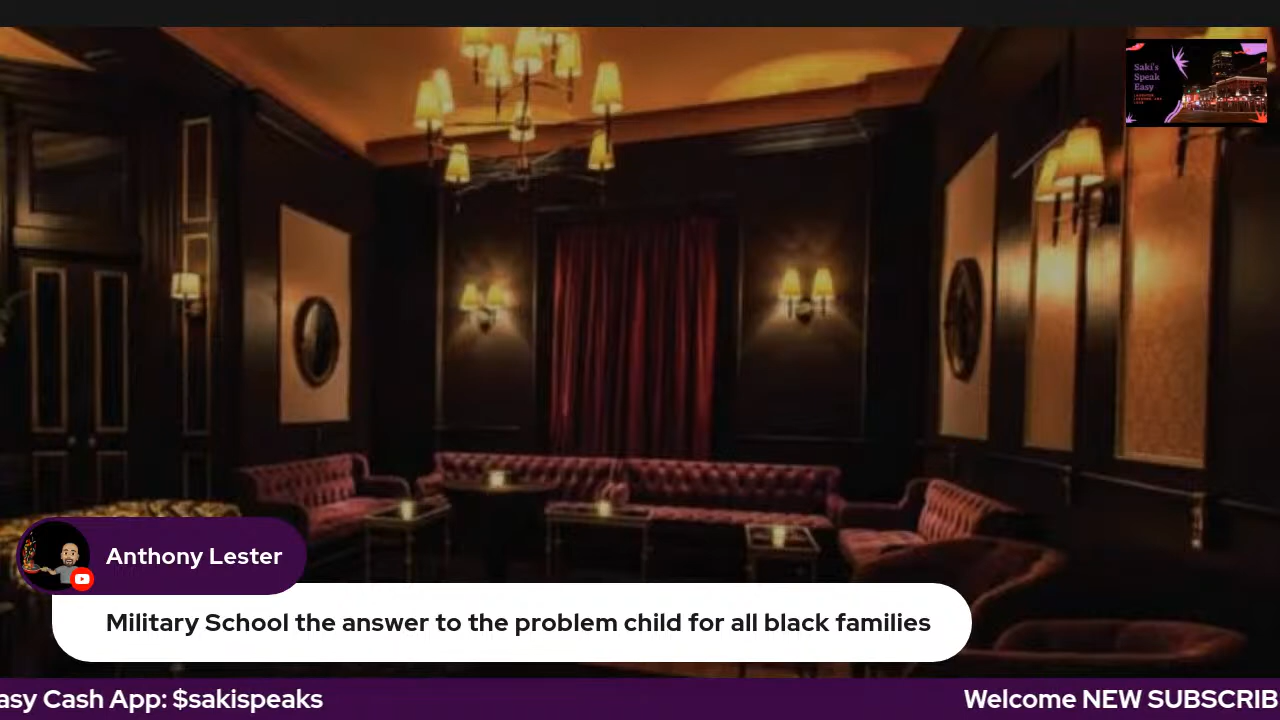 Saki's
Speak
Easy
Anthony Lester
Military School the answer to the problem child for all black families
asy Cash App: $sakispeaks
Welcome NEW SUBSCRIB